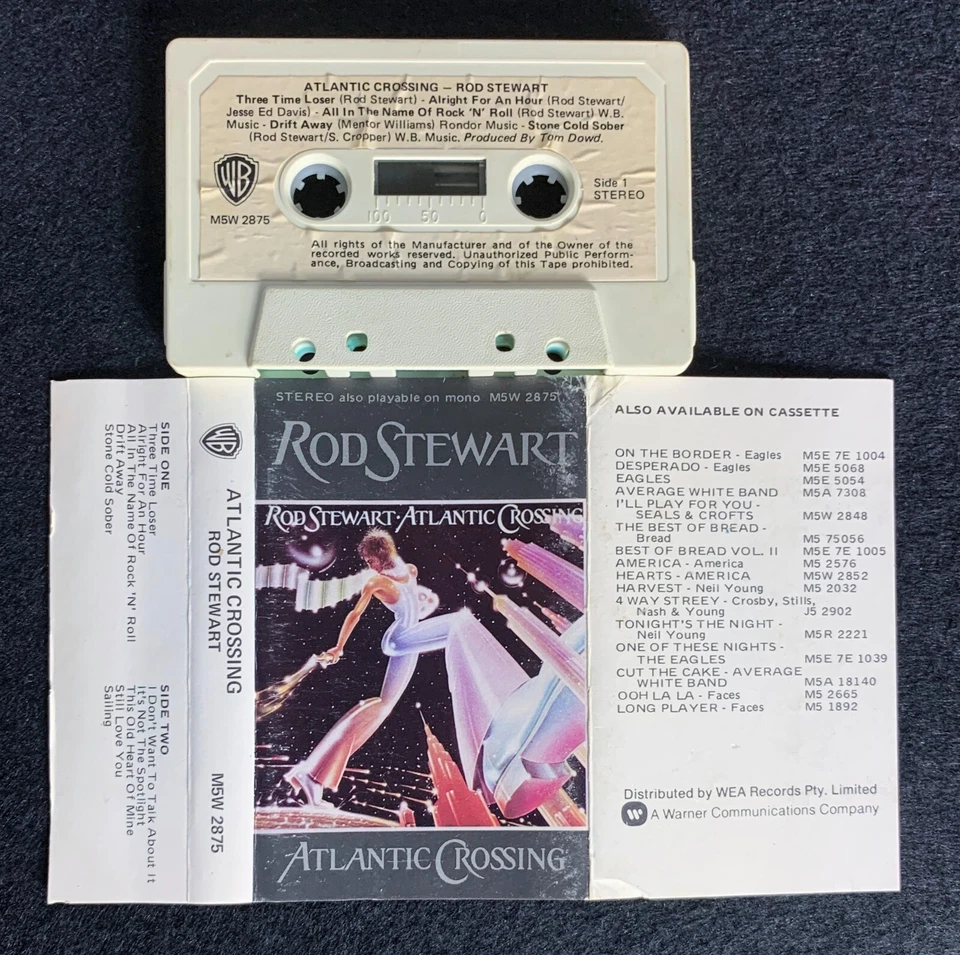 ATLANTIC CROSSING – ROD STEWART
Three Time Loser (Rod Stewart) - Alright For An Hour (Rod Stewart/
Jesse Ed Davis) - All In The Name Of Rock 'N' Roll (Rod Stewart) W.B.
Music - Drift Away (Mentor Williams) Rondor Music - Stone Cold Sober
(Rod Stewart/S. Cropper) W.B. Music. Produced By Tom Dowd.
WB
M5W 2875
100 50 0
Side 1
STEREO
All rights of the Manufacturer and of the Owner of the
recorded works reserved. Unauthorized Public Perform-
ance, Broadcasting and Copying of this Tape prohibited.
SIDE ONE
Three Time Loser
Alright For An Hour
All In The Name Of Rock 'N' Roll
Drift Away
Stone Cold Sober
SIDE TWO
I Don't Want To Talk About It
It's Not The Spotlight
This Old Heart Of Mine
Still Love You
Sailing
WB
ATLANTIC CROSSING
ROD STEWART
M5W 2875
STEREO also playable on mono M5W 2875
ROD STEWART
ROD STEWART · ATLANTIC CROSSING
ATLANTIC CROSSING
ALSO AVAILABLE ON CASSETTE
ON THE BORDER - Eagles M5E 7E 1004
DESPERADO - Eagles M5E 5068
EAGLES M5E 5054
AVERAGE WHITE BAND M5A 7308
I'LL PLAY FOR YOU -
SEALS & CROFTS M5W 2848
THE BEST OF BREAD -
Bread M5 75056
BEST OF BREAD VOL. II M5E 7E 1005
AMERICA - America M5 2576
HEARTS - AMERICA M5W 2852
HARVEST - Neil Young M5 2032
4 WAY STREEY - Crosby, Stills,
Nash & Young J5 2902
TONIGHT'S THE NIGHT -
Neil Young M5R 2221
ONE OF THESE NIGHTS -
THE EAGLES M5E 7E 1039
CUT THE CAKE - AVERAGE
WHITE BAND M5A 18140
OOH LA LA - Faces M5 2665
LONG PLAYER - Faces M5 1892
Distributed by WEA Records Pty. Limited
A Warner Communications Company